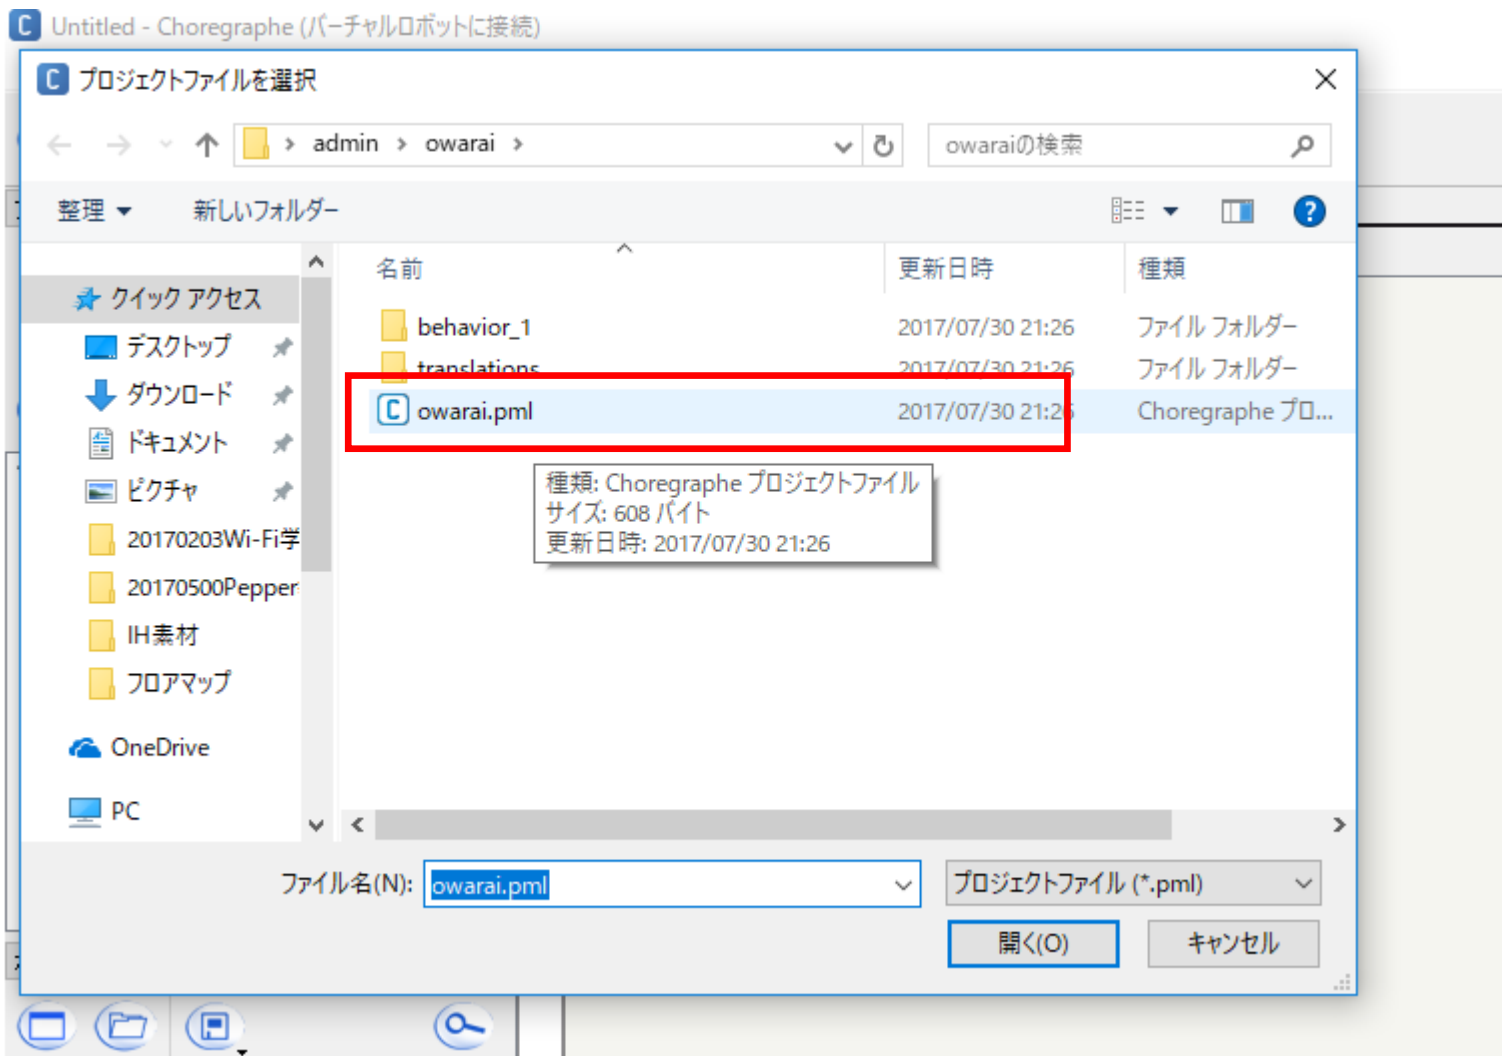 Untitled - Choregraphe (バーチャルロボットに接続)
プロジェクトファイルを選択
admin › owarai ›
owaraiの検索
整理
新しいフォルダー
名前
更新日時
種類
クイック アクセス
デスクトップ
ダウンロード
ドキュメント
ピクチャ
20170203Wi-Fi学
20170500Pepper
IH素材
フロアマップ
OneDrive
PC
behavior_1 2017/07/30 21:26 ファイル フォルダー
translations 2017/07/30 21:26 ファイル フォルダー
owarai.pml 2017/07/30 21:26 Choregraphe プロ...
種類: Choregraphe プロジェクトファイル
サイズ: 608 バイト
更新日時: 2017/07/30 21:26
ファイル名(N): owarai.pml
プロジェクトファイル (*.pml)
開く(O)
キャンセル